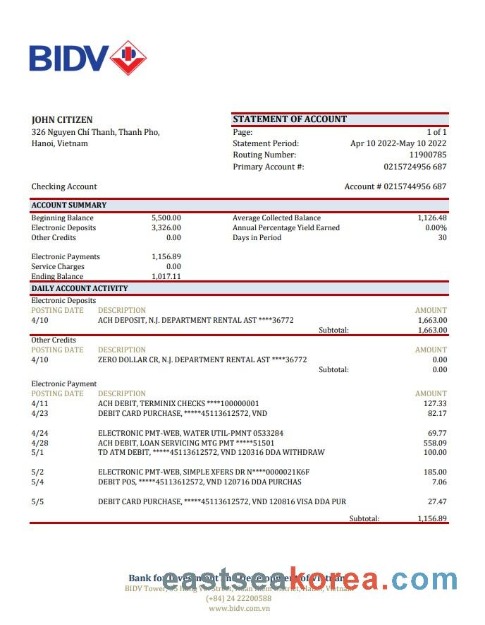 BIDV
JOHN CITIZEN
326 Nguyen Chi Thanh, Thanh Pho,
Hanoi, Vietnam
STATEMENT OF ACCOUNT
Page: 1 of 1
Statement Period: Apr 10 2022-May 10 2022
Routing Number: 11900785
Primary Account #: 0215724956 687
Checking Account Account # 0215744956 687
ACCOUNT SUMMARY
Beginning Balance 5,500.00 Average Collected Balance 1,126.48
Electronic Deposits 3,326.00 Annual Percentage Yield Earned 0.00%
Other Credits 0.00 Days in Period 30
Electronic Payments 1,156.89
Service Charges 0.00
Ending Balance 1,017.11
DAILY ACCOUNT ACTIVITY
Electronic Deposits
POSTING DATE DESCRIPTION AMOUNT
4/10 ACH DEPOSIT, N.J. DEPARTMENT RENTAL AST ****36772 1,663.00
Subtotal: 1,663.00
Other Credits
POSTING DATE DESCRIPTION AMOUNT
4/10 ZERO DOLLAR CR, N.J. DEPARTMENT RENTAL AST ****36772 0.00
Subtotal: 0.00
Electronic Payment
POSTING DATE DESCRIPTION AMOUNT
4/11 ACH DEBIT, TERMINIX CHECKS ****100000001 127.33
4/23 DEBIT CARD PURCHASE, *****45113612572, VND 82.17
4/24 ELECTRONIC PMT-WEB, WATER UTIL-PMNT 0533284 69.77
4/28 ACH DEBIT, LOAN SERVICING MTG PMT *****51501 558.09
5/1 TD ATM DEBIT, *****45113612572, VND 120316 DDA WITHDRAW 100.00
5/2 ELECTRONIC PMT-WEB, SIMPLE XFERS DR N****0000021K6F 185.00
5/4 DEBIT POS, *****45113612572, VND 120716 DDA PURCHAS 7.06
5/5 DEBIT CARD PURCHASE, *****45113612572, VND 120816 VISA DDA PUR 27.47
Subtotal: 1,156.89
Bank for Investment and Development of Vietnam
eastseakorea.com
BIDV Tower, Hanoi, Vietnam
(+84) 24 22200588
www.bidv.com.vn